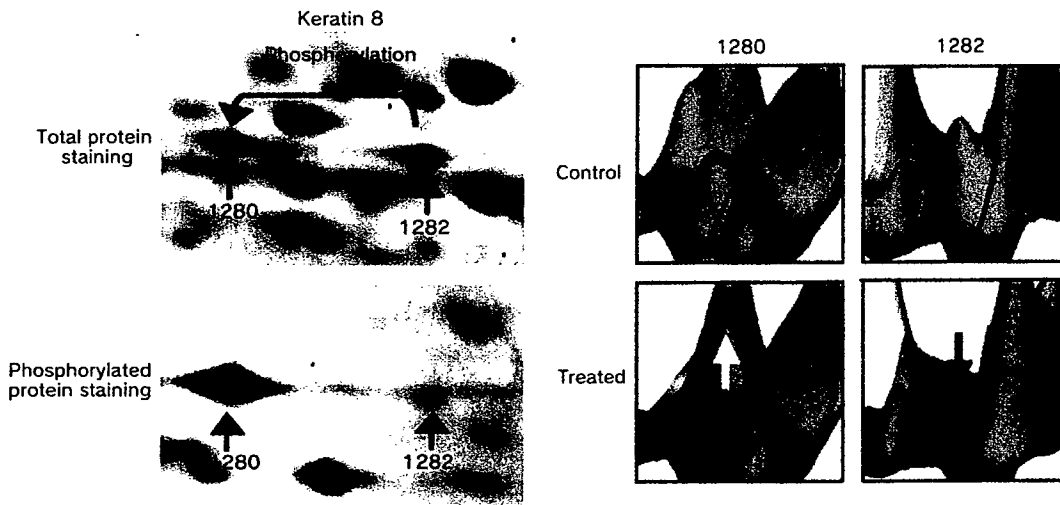 Keratin 8
Phosphorylation
Total protein
staining
1280
1282
Phosphorylated
protein staining
280
1282
1280
1282
Control
Treated